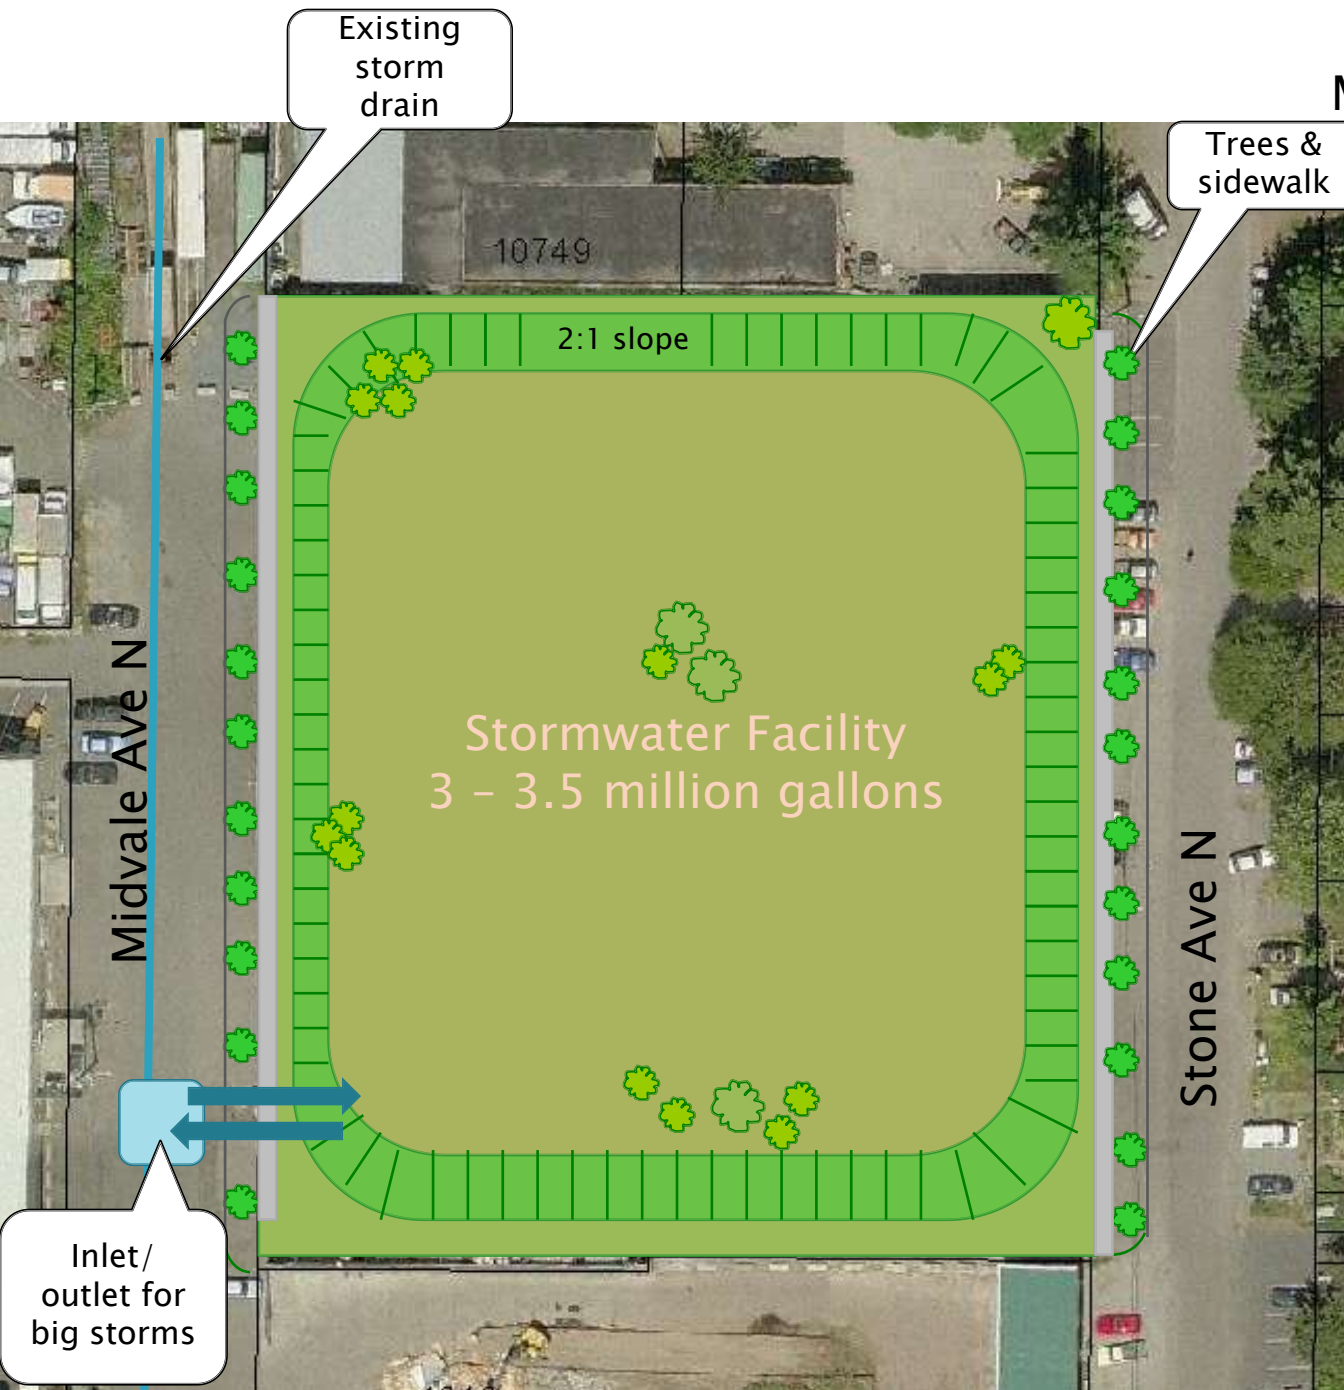 Existing
storm
drain
M
Trees &
sidewalk
10749
2:1 slope
Stormwater Facility
3 – 3.5 million gallons
Midvale Ave N
Stone Ave N
Inlet/
outlet for
big storms